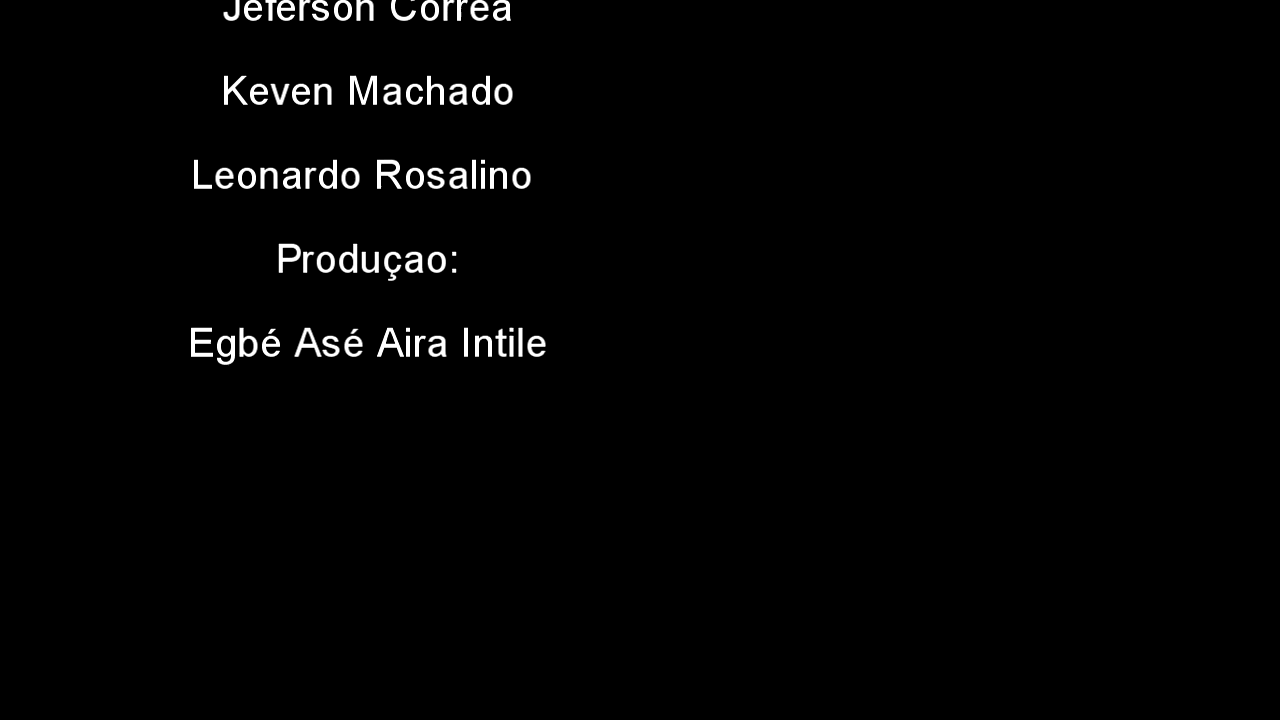 Jeferson Correa
Keven Machado
Leonardo Rosalino
Produçao:
Egbé Asé Aira Intile